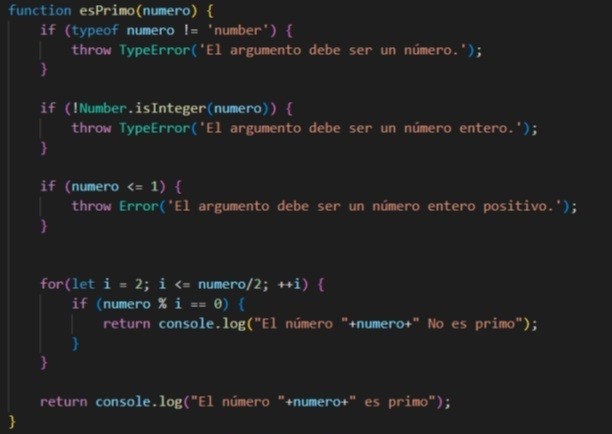 function esPrimo(numero) {
    if (typeof numero != 'number') {
        throw TypeError('El argumento debe ser un número.');
    }

    if (!Number.isInteger(numero)) {
        throw TypeError('El argumento debe ser un número entero.');
    }

    if (numero <= 1) {
        throw Error('El argumento debe ser un número entero positivo.');
    }


    for(let i = 2; i <= numero/2; ++i) {
        if (numero % i == 0) {
            return console.log("El número "+numero+" No es primo");
        }
    }

    return console.log("El número "+numero+" es primo");
}